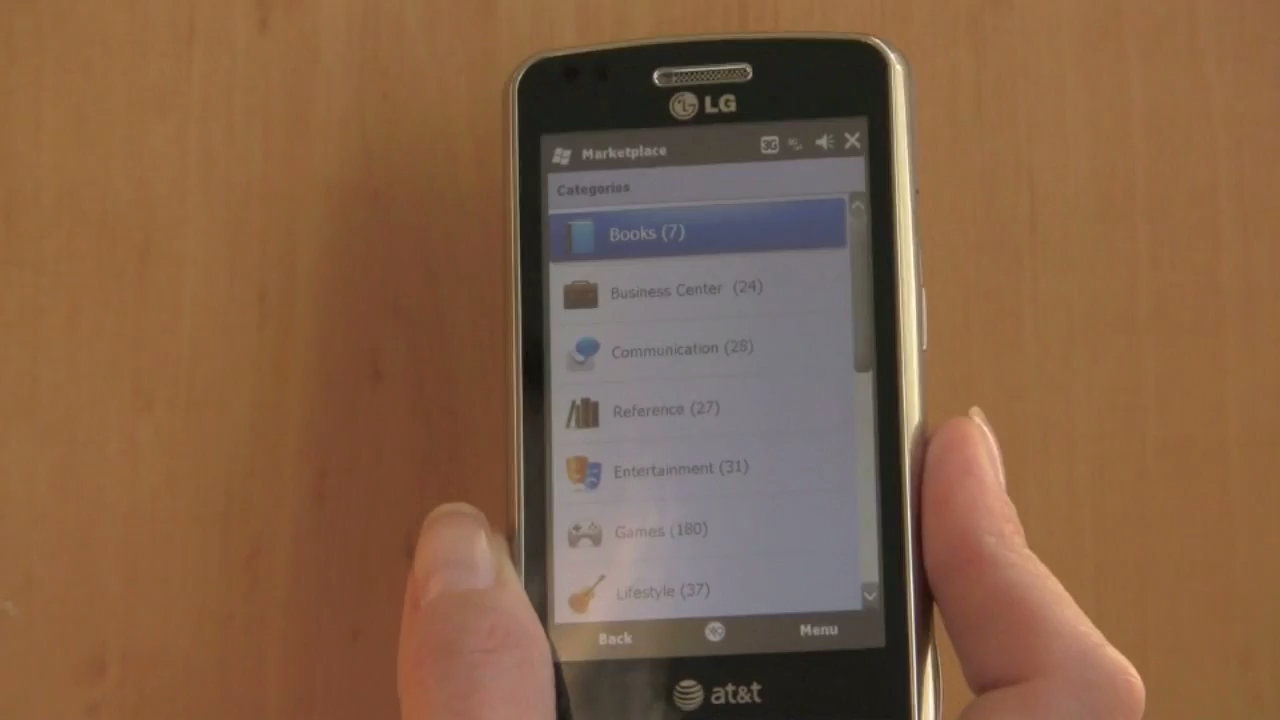 LG
Marketplace 3G
Categories
Books (7)
Business Center (24)
Communication (28)
Reference (27)
Entertainment (31)
Games (180)
Lifestyle (37)
Back Menu
at&t